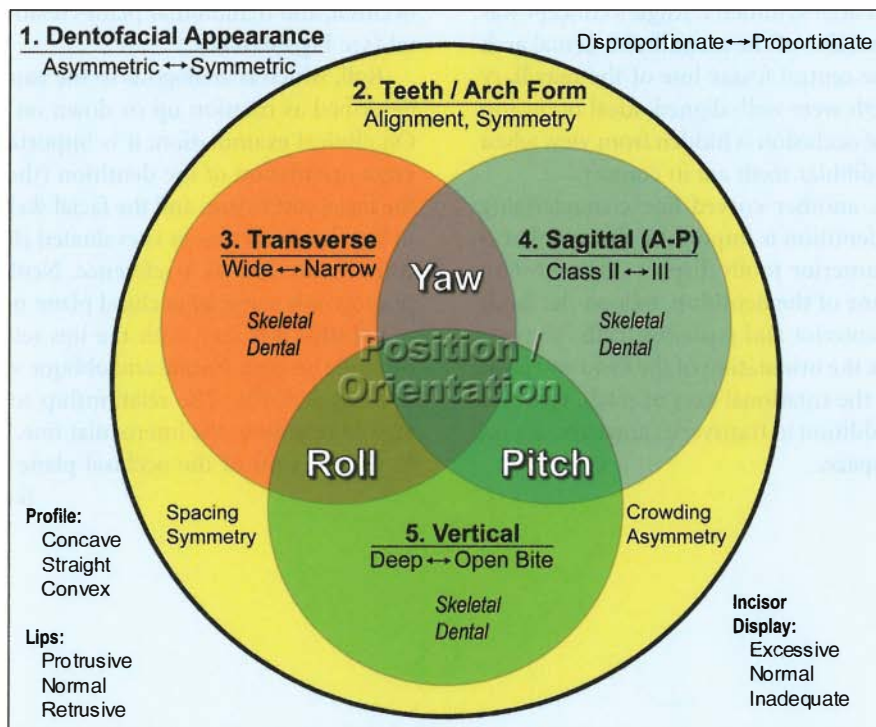 1. Dentofacial Appearance
Asymmetric ↔ Symmetric
Disproportionate ↔ Proportionate
2. Teeth / Arch Form
Alignment, Symmetry
3. Transverse
Wide ↔ Narrow
Skeletal
Dental
Yaw
4. Sagittal (A-P)
Class II ↔ III
Skeletal
Dental
Position /
Orientation
Roll
Pitch
Spacing
Symmetry
5. Vertical
Deep ↔ Open Bite
Skeletal
Dental
Crowding
Asymmetry
Profile:
Concave
Straight
Convex
Lips:
Protrusive
Normal
Retrusive
Incisor
Display:
Excessive
Normal
Inadequate